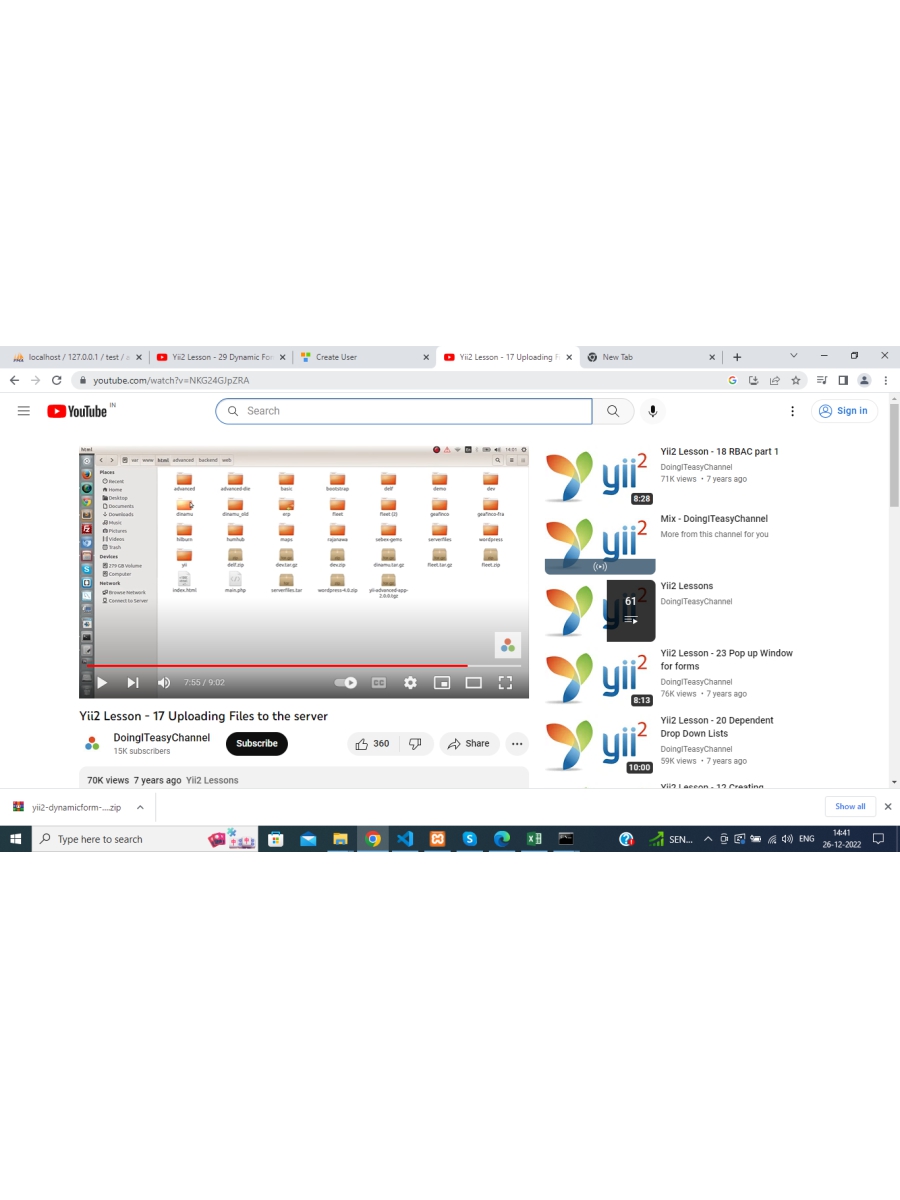 localhost / 127.0.0.1 / test / a
Yii2 Lesson - 29 Dynamic For
Create User
Yii2 Lesson - 17 Uploading F
New Tab
youtube.com/watch?v=NKG24GJpZRA
YouTube IN
Search
Sign in
html
14:01
var www html advanced backend web
Places
Recent
Home
Desktop
Documents
Downloads
Music
Pictures
Videos
Trash
Devices
279 GB Volume
Computer
Network
Browse Network
Connect to Server
advanced advanced-die basic bootstrap delf demo dev
dinamu dinamu_old erp fleet fleet (2) geafinco geafinco-fra
hilburn humhub maps rajanawa sebex-gems serverfiles wordpress
yii delf.zip dev.tar.gz dev.zip dinamu.tar.gz fleet.tar.gz fleet.zip
index.html main.php serverfiles.tar wordpress-4.0.zip yii-advanced-app-2.0.0.tgz
7:55 / 9:02
CC
Yii2 Lesson - 17 Uploading Files to the server
DoingITeasyChannel
15K subscribers
Subscribe
360
Share
70K views 7 years ago Yii2 Lessons
yii2
8:28
Yii2 Lesson - 18 RBAC part 1
DoingITeasyChannel
71K views • 7 years ago
yii2
Mix - DoingITeasyChannel
More from this channel for you
61
Yii2 Lessons
DoingITeasyChannel
yii2
8:13
Yii2 Lesson - 23 Pop up Window
for forms
DoingITeasyChannel
76K views • 7 years ago
yii2
10:00
Yii2 Lesson - 20 Dependent
Drop Down Lists
DoingITeasyChannel
59K views • 7 years ago
Yii2 Lesson - 12 Creating
yii2-dynamicform-....zip
Show all
Type here to search
SEN...
ENG
14:41
26-12-2022